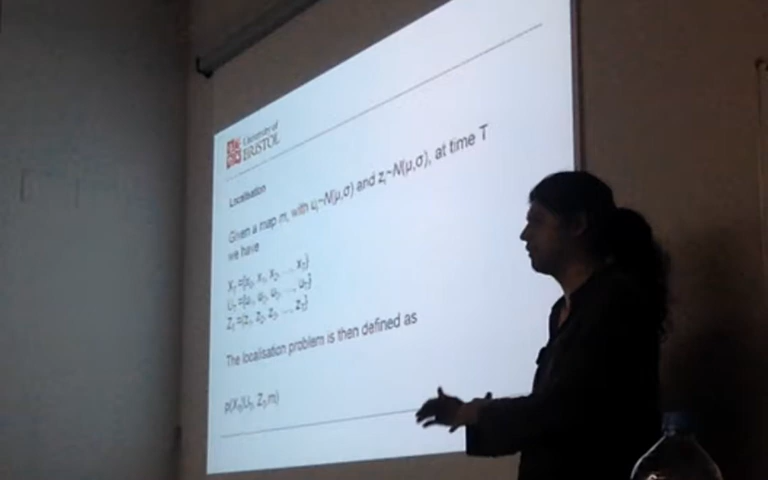 University of
BRISTOL
Localisation
Given a map m, with uᵢ~N(μ,σ) and zᵢ~N(μ,σ), at time T
we have
X_T ={x₀, x₁, x₂, ..., x_T}
U_T ={u₁, u₂, u₃, ..., u_T}
Z_T ={z₁, z₂, z₃, ..., z_T}
The localisation problem is then defined as
p(X_T|U_T, Z_T,m)